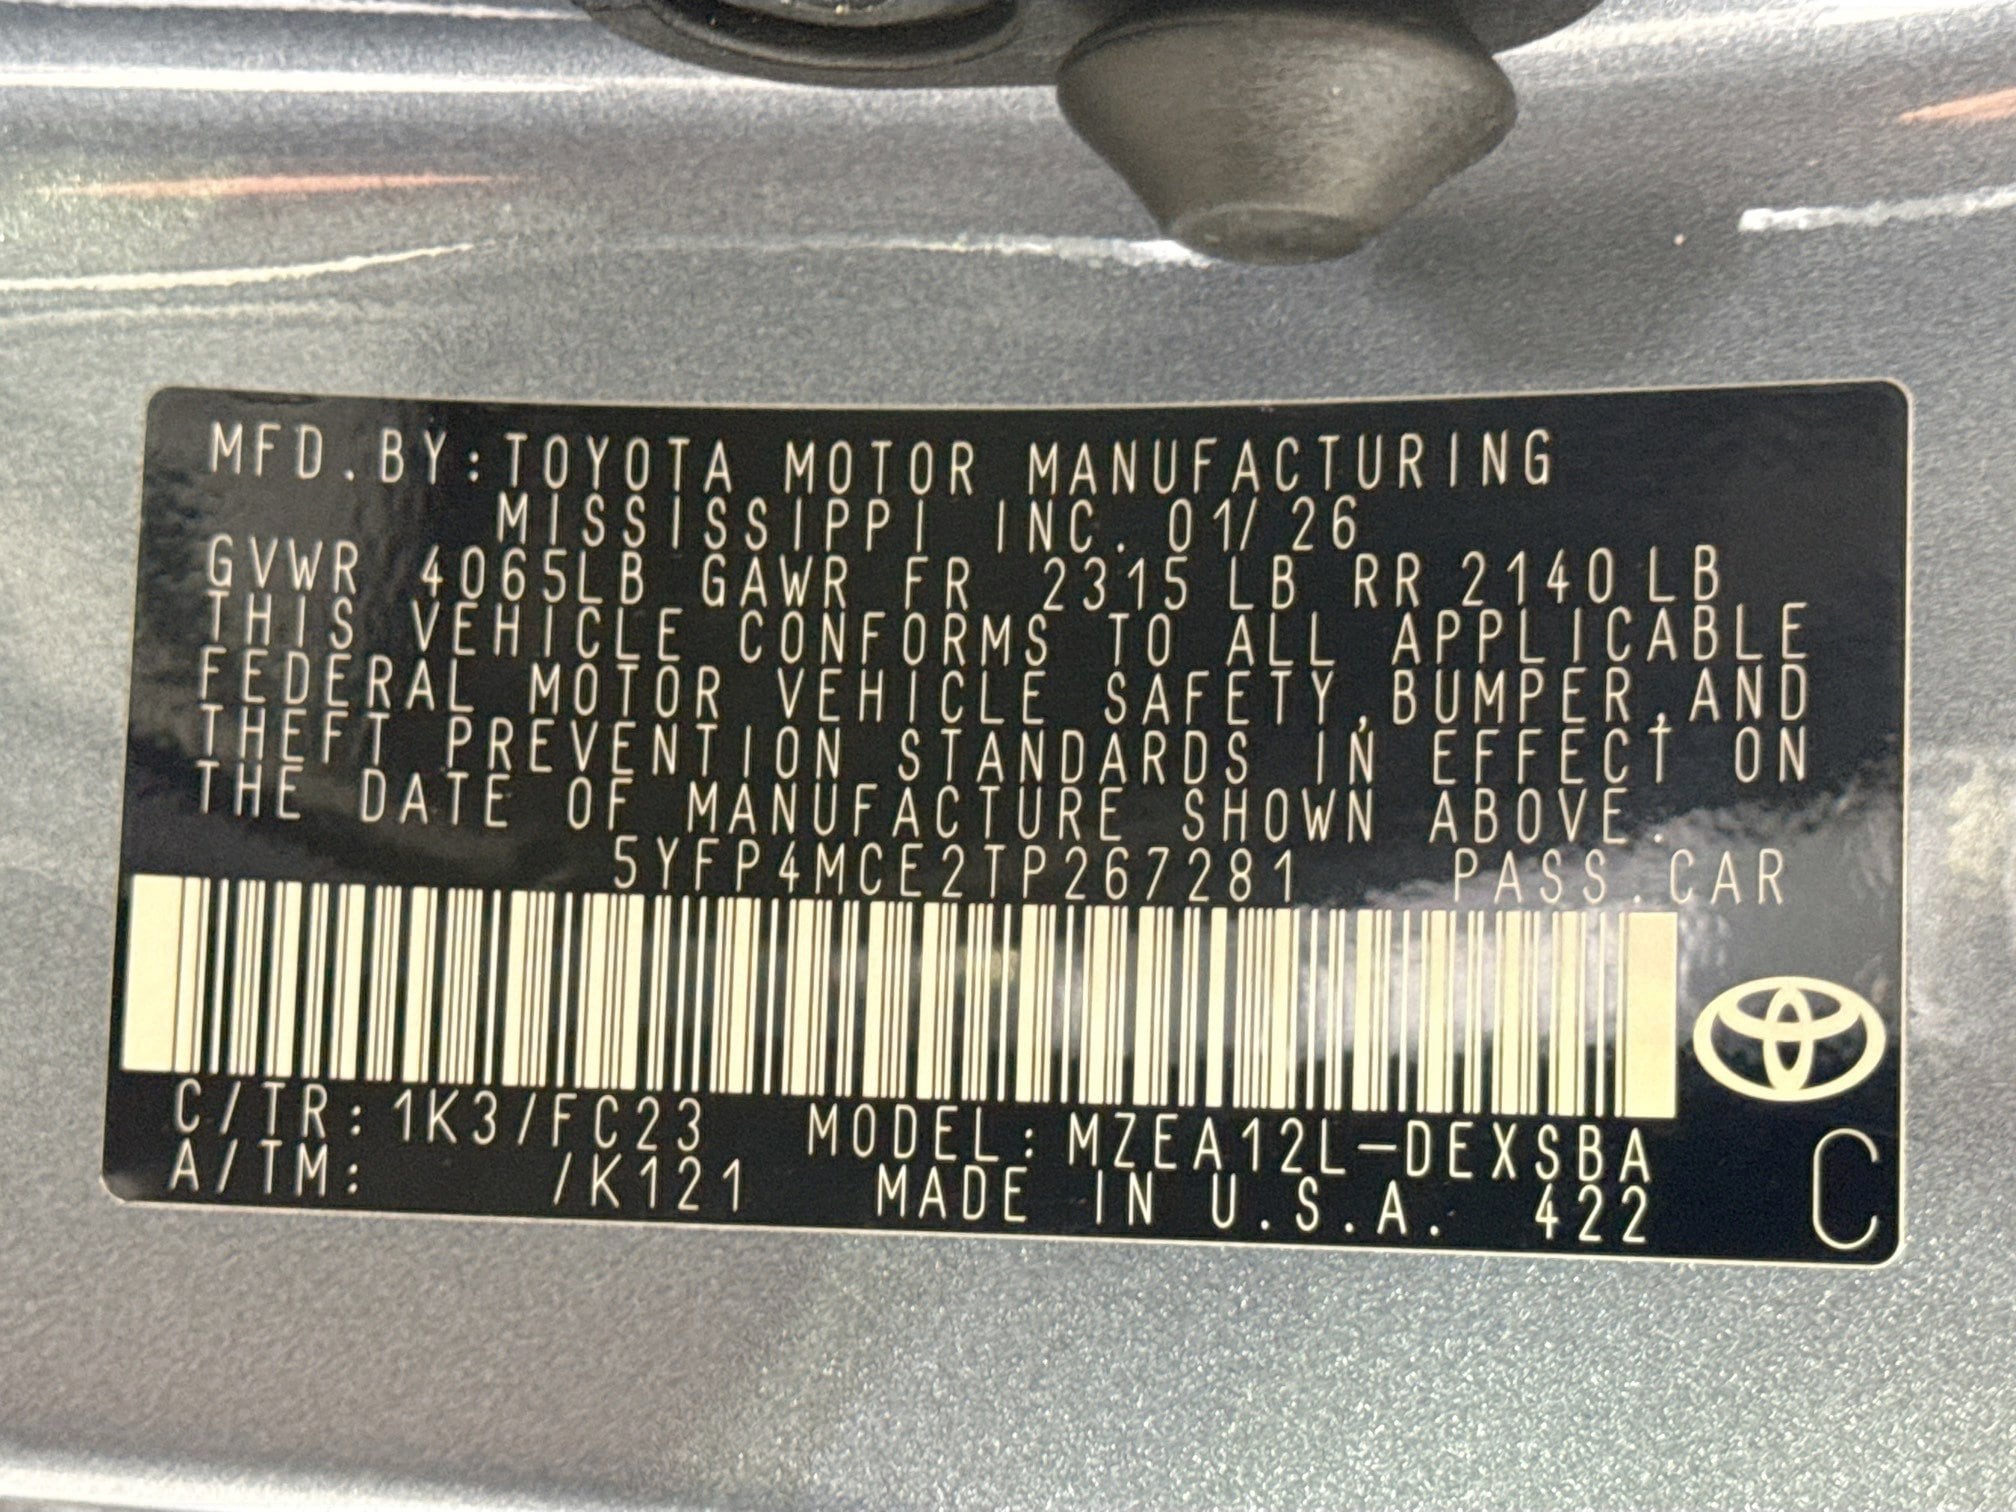 MFD.BY:TOYOTA MOTOR MANUFACTURING
MISSISSIPPI INC. 01/26
GVWR 4065LB GAWR FR 2315 LB RR 2140 LB
THIS VEHICLE CONFORMS TO ALL APPLICABLE
FEDERAL MOTOR VEHICLE SAFETY,BUMPER,AND
THEFT PREVENTION STANDARDS IN EFFECT ON
THE DATE OF MANUFACTURE SHOWN ABOVE.
5YFP4MCE2TP267281 PASS.CAR
C/TR:1K3/FC23 MODEL:MZEA12L-DEXSBA
A/TM: /K121 MADE IN U.S.A. 422
C